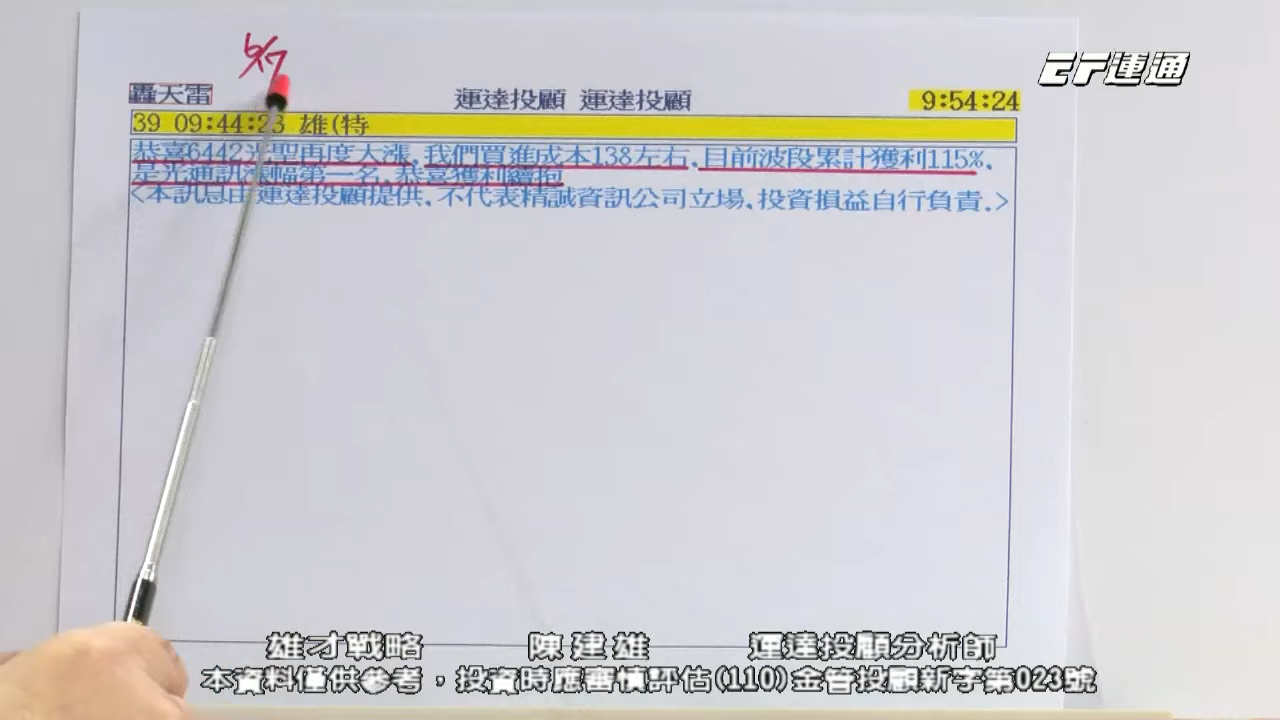 5/17
EF運通
轟天雷
運達投顧 運達投顧
9:54:24
39 09:44:23 雄(特
恭喜6442光聖再度大漲,我們買進成本138左右,目前波段累計獲利115%,
是光通訊漲幅第一名,恭喜獲利續抱
<本訊息由運達投顧提供,不代表精誠資訊公司立場,投資損益自行負責.>
雄才戰略 陳建雄 運達投顧分析師
本資料僅供參考，投資時應審慎評估(110)金管投顧新字第023號